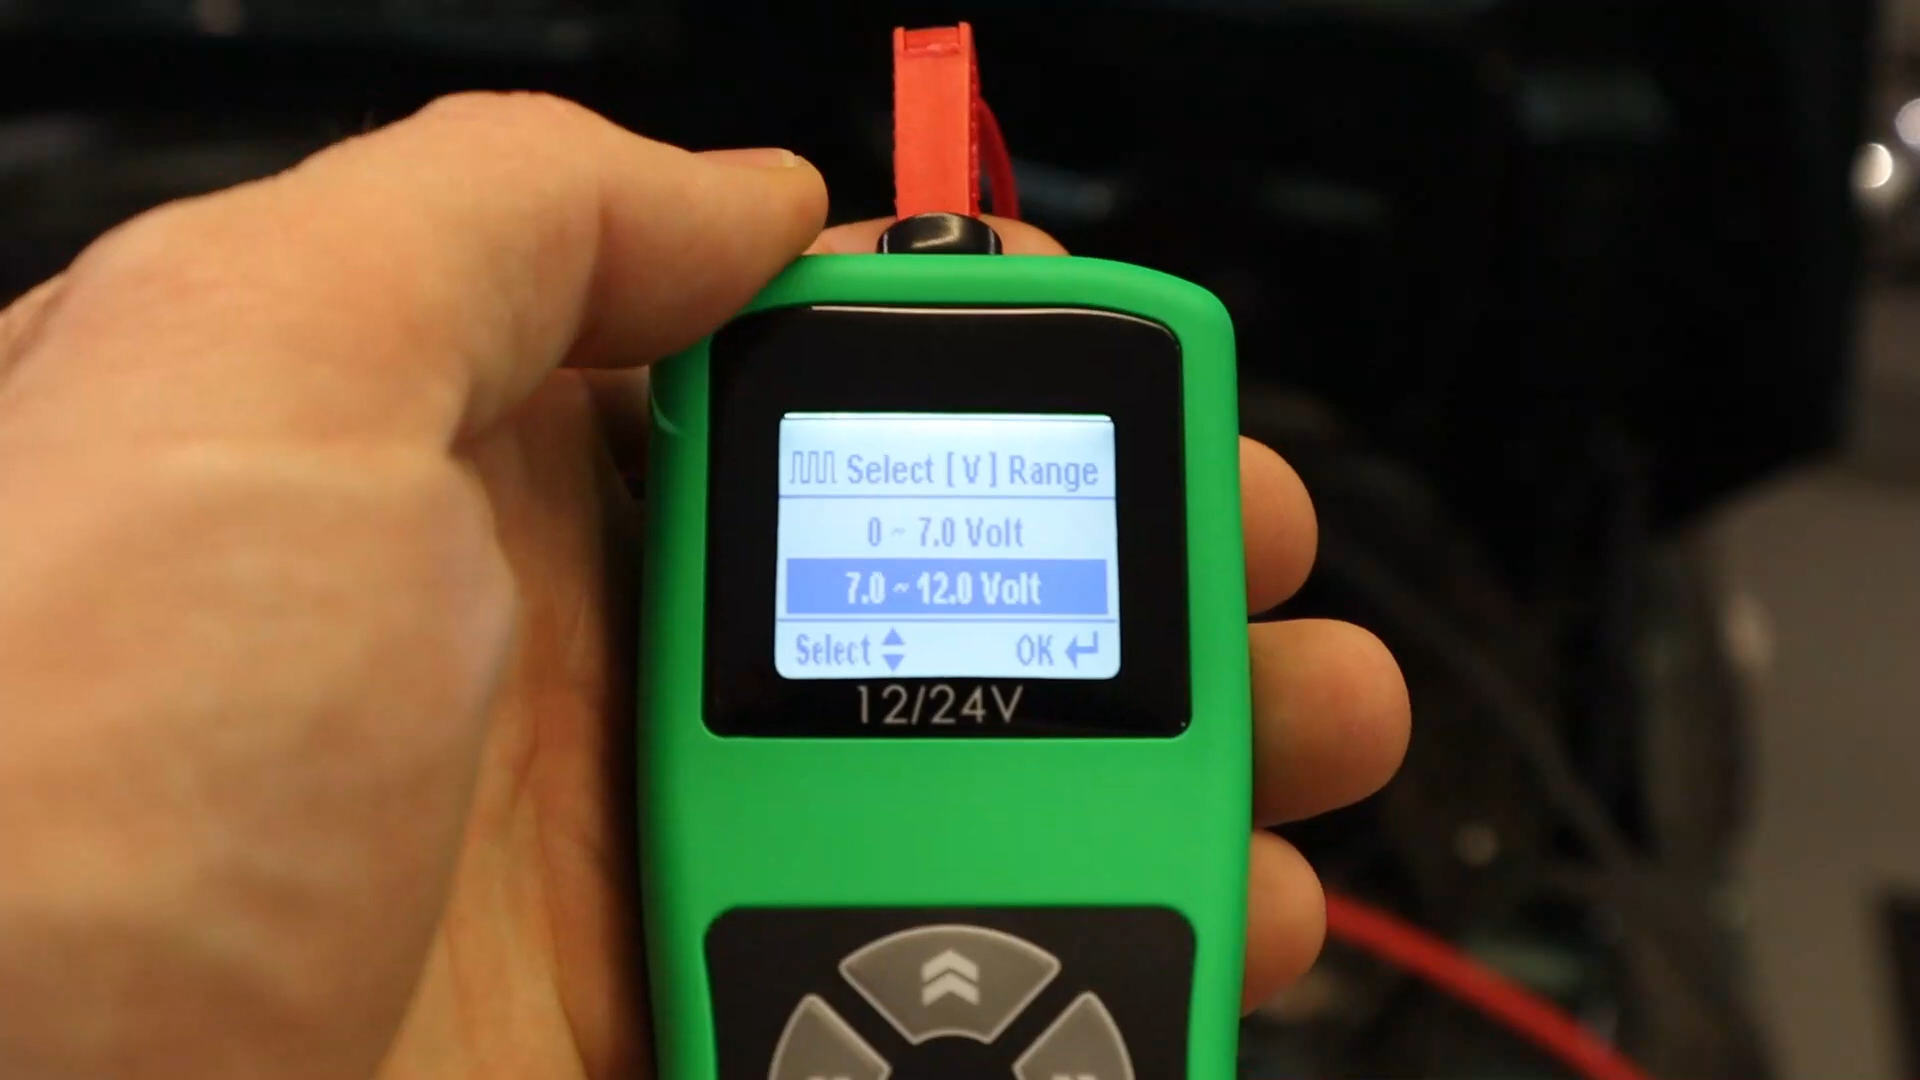 Select [ V ] Range
0 ~ 7.0 Volt
7.0 ~ 12.0 Volt
Select OK
12/24V